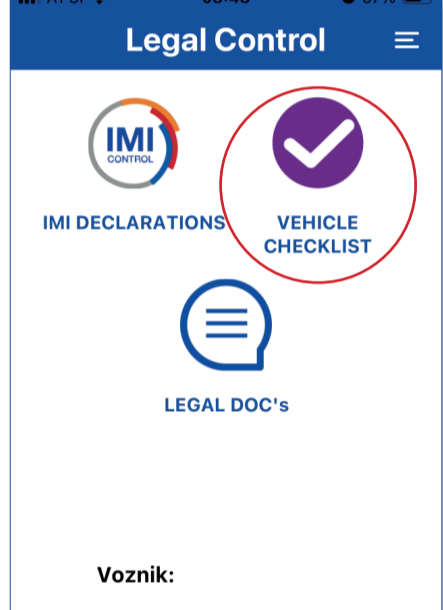 Legal Control
IMI
CONTROL
IMI DECLARATIONS
VEHICLE
CHECKLIST
LEGAL DOC's
Voznik: